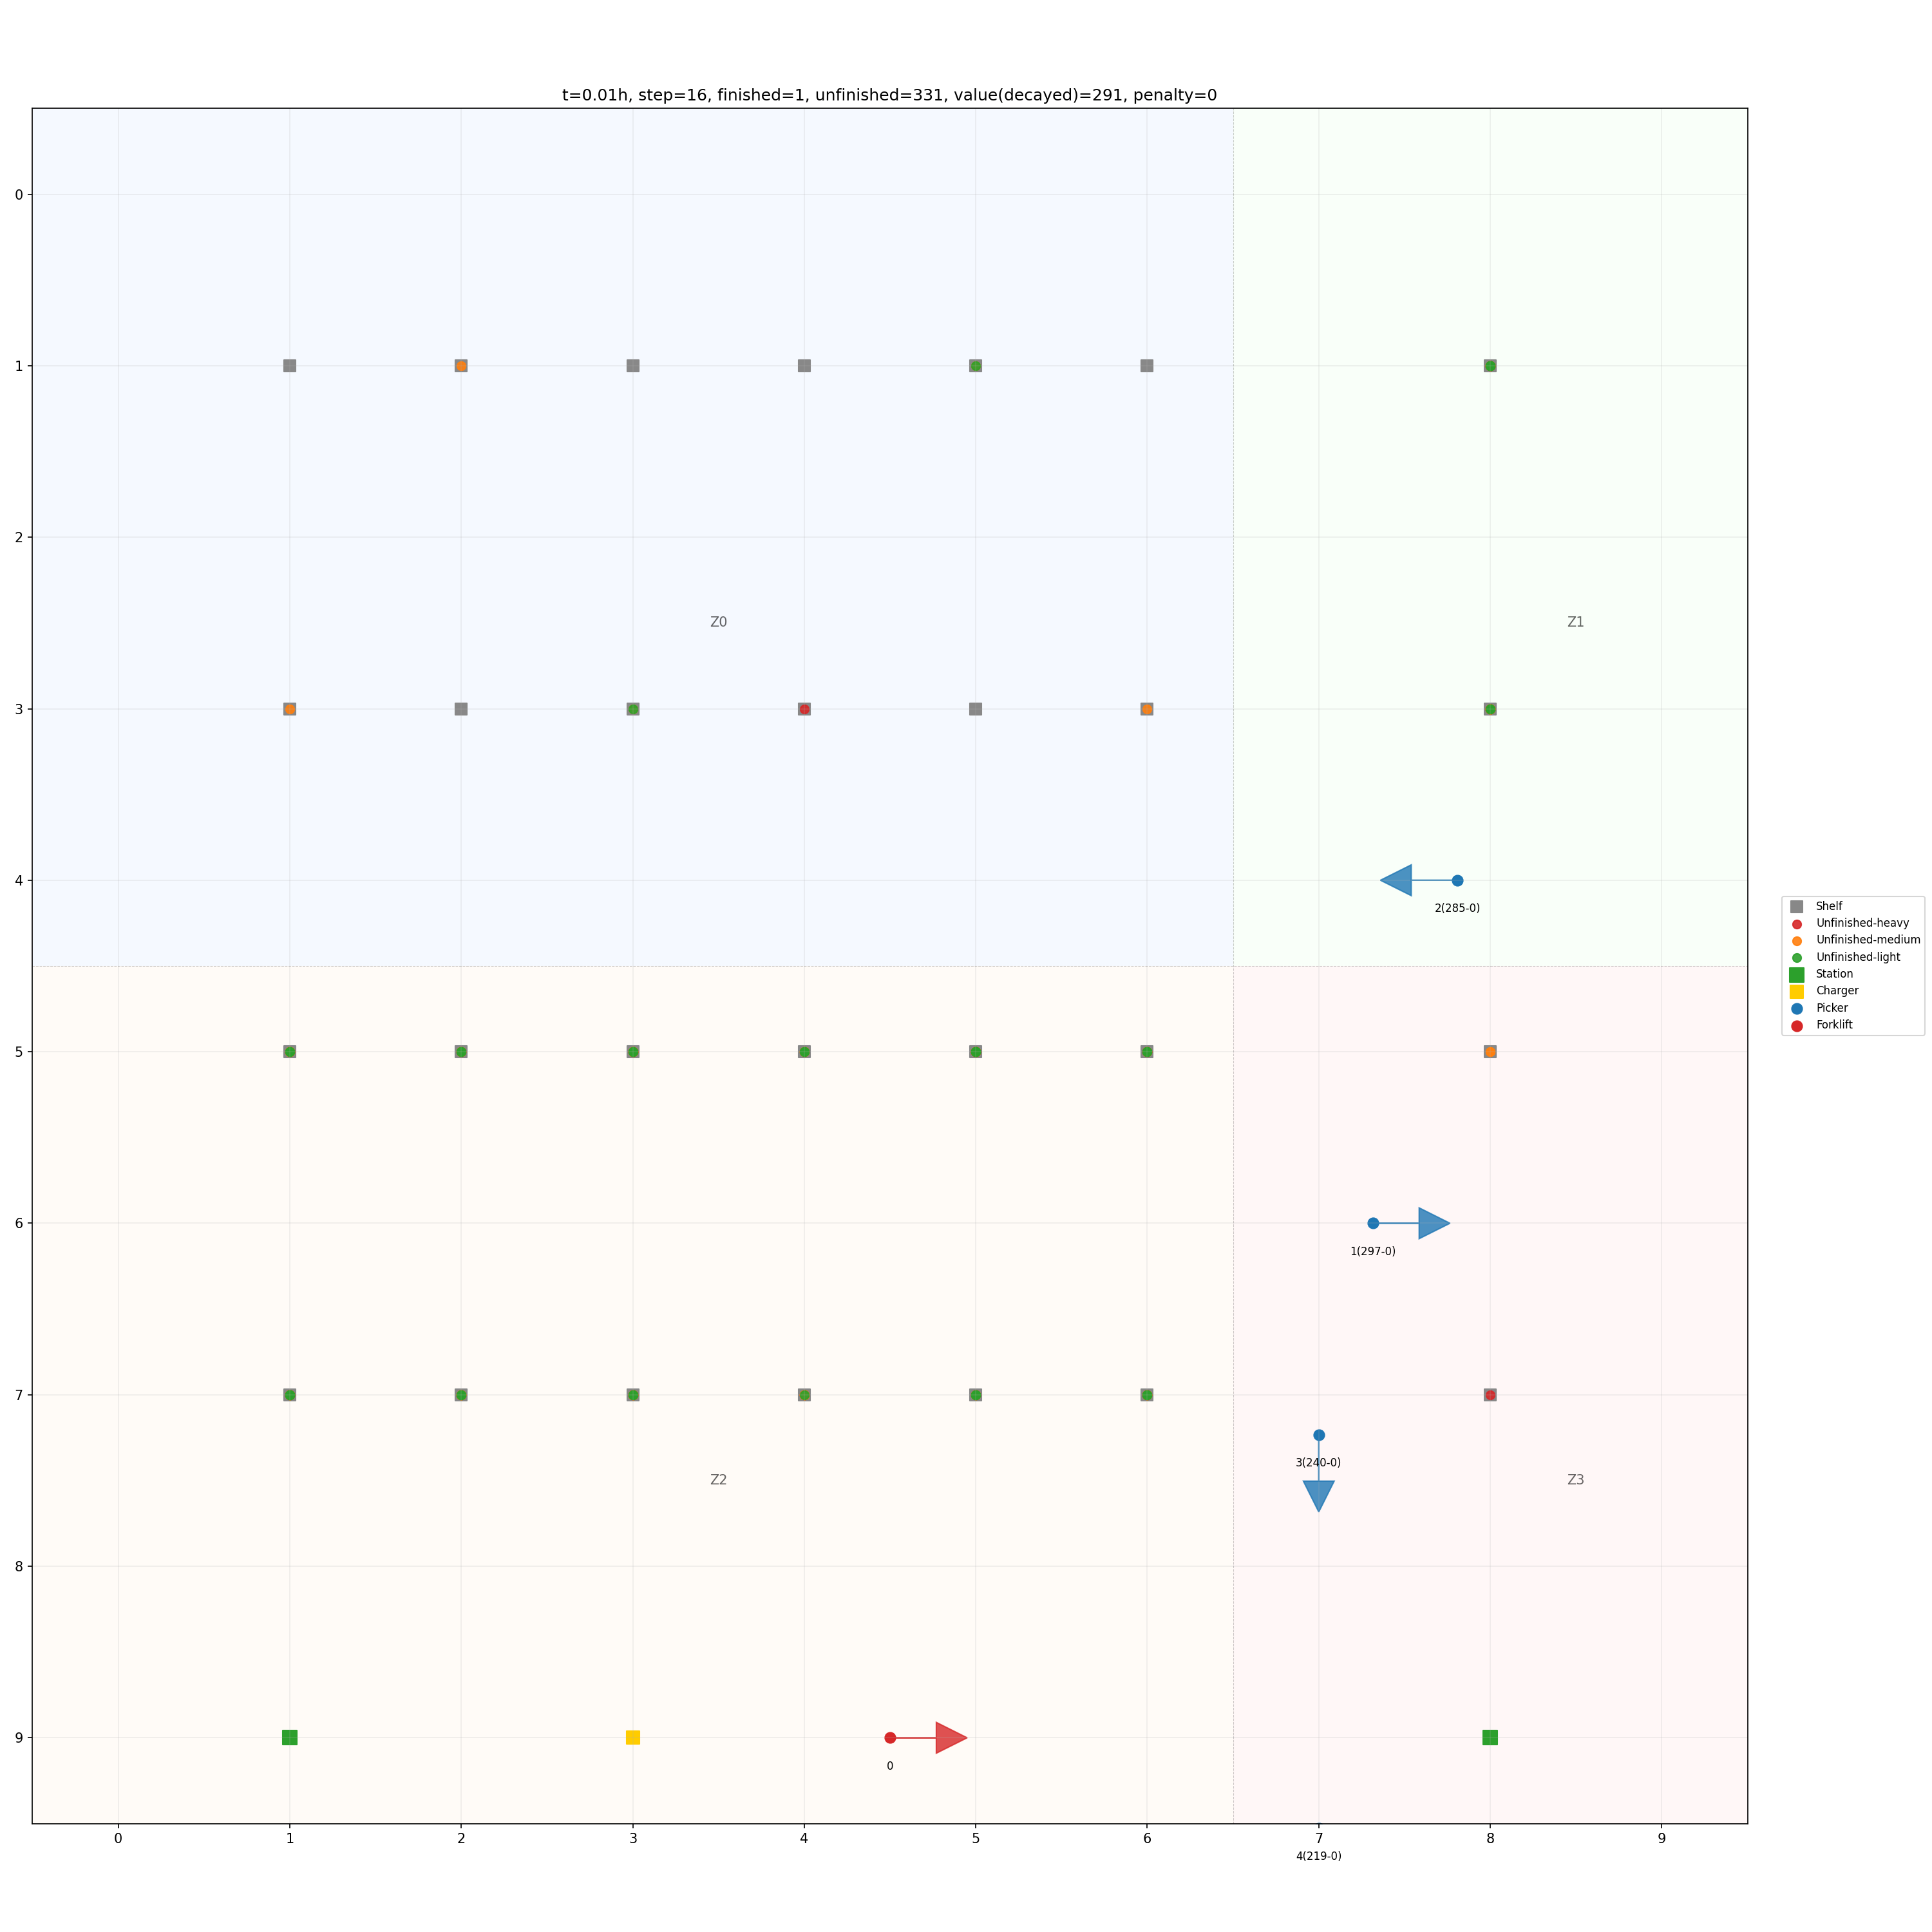 t=0.01h, step=16, finished=1, unfinished=331, value(decayed)=291, penalty=0
0
1
2
Z0
Z1
3
4
2(285-0)
Shelf
Unfinished-heavy
Unfinished-medium
Unfinished-light
Station
Charger
Picker
Forklift
5
6
1(297-0)
7
3(240-0)
Z2
Z3
8
9
0
0 1 2 3 4 5 6 7 8 9
4(219-0)